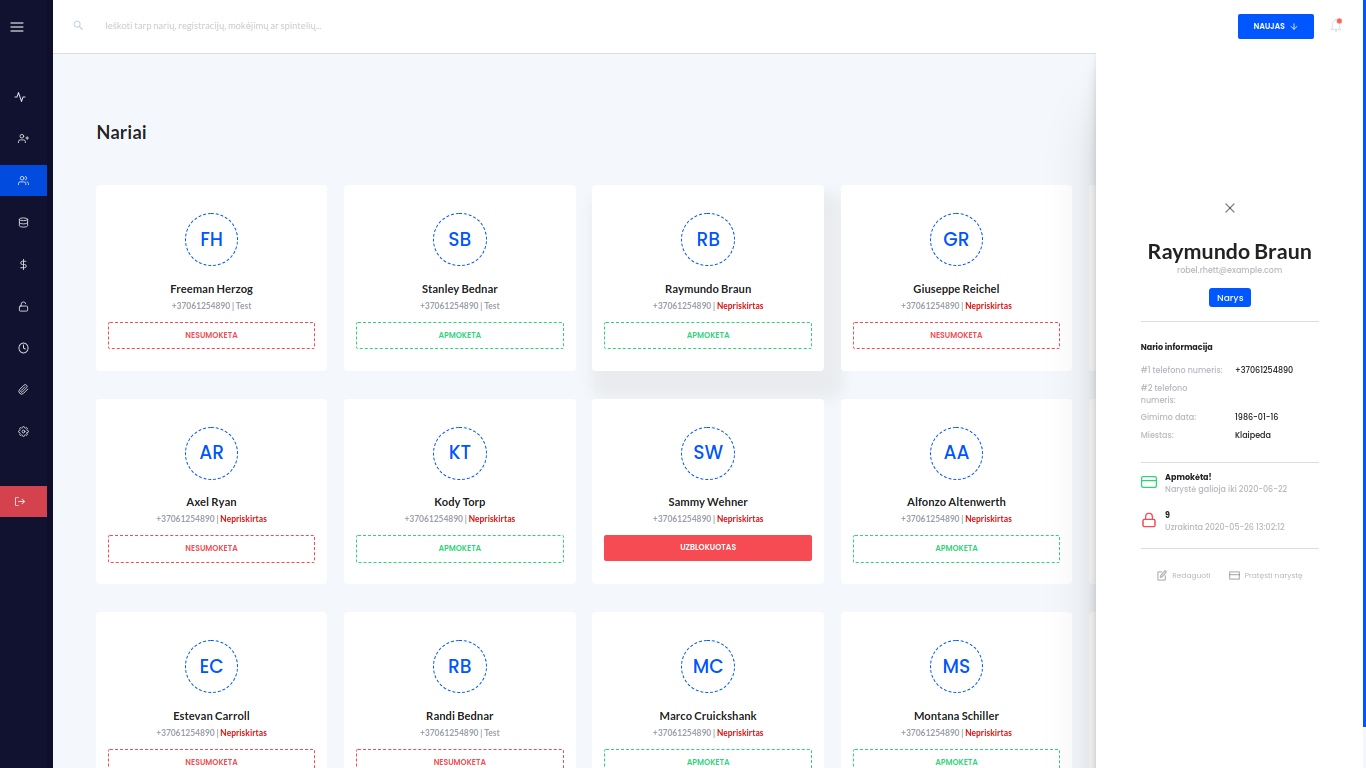 Ieškoti tarp narių, registracijų, mokėjimų ar spintelių...
NAUJAS
Nariai
FH
Freeman Herzog
+37061254890 | Test
NESUMOKETA
SB
Stanley Bednar
+37061254890 | Test
APMOKETA
RB
Raymundo Braun
+37061254890 | Nepriskirtas
APMOKETA
GR
Giuseppe Reichel
+37061254890 | Nepriskirtas
NESUMOKETA
AR
Axel Ryan
+37061254890 | Nepriskirtas
NESUMOKETA
KT
Kody Torp
+37061254890 | Nepriskirtas
APMOKETA
SW
Sammy Wehner
+37061254890 | Nepriskirtas
UZBLOKUOTAS
AA
Alfonzo Altenwerth
+37061254890 | Nepriskirtas
APMOKETA
EC
Estevan Carroll
+37061254890 | Nepriskirtas
NESUMOKETA
RB
Randi Bednar
+37061254890 | Test
NESUMOKETA
MC
Marco Cruickshank
+37061254890 | Nepriskirtas
APMOKETA
MS
Montana Schiller
+37061254890 | Nepriskirtas
APMOKETA
Raymundo Braun
robel.rhett@example.com
Narys
Nario informacija
#1 telefono numeris: +37061254890
#2 telefono
numeris:
Gimimo data: 1986-01-16
Miestas: Klaipeda
Apmokėta!
Narystė galioja iki 2020-06-22
9
Uzrakinta 2020-05-26 13:02:12
Redaguoti Pratęsti narystę